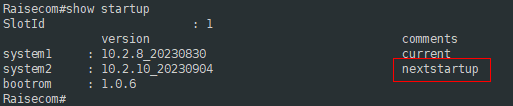 Raisecom#show startup
SlotId : 1
version comments
system1 : 10.2.8_20230830 current
system2 : 10.2.10_20230904 nextstartup
bootrom : 1.0.6
Raisecom#